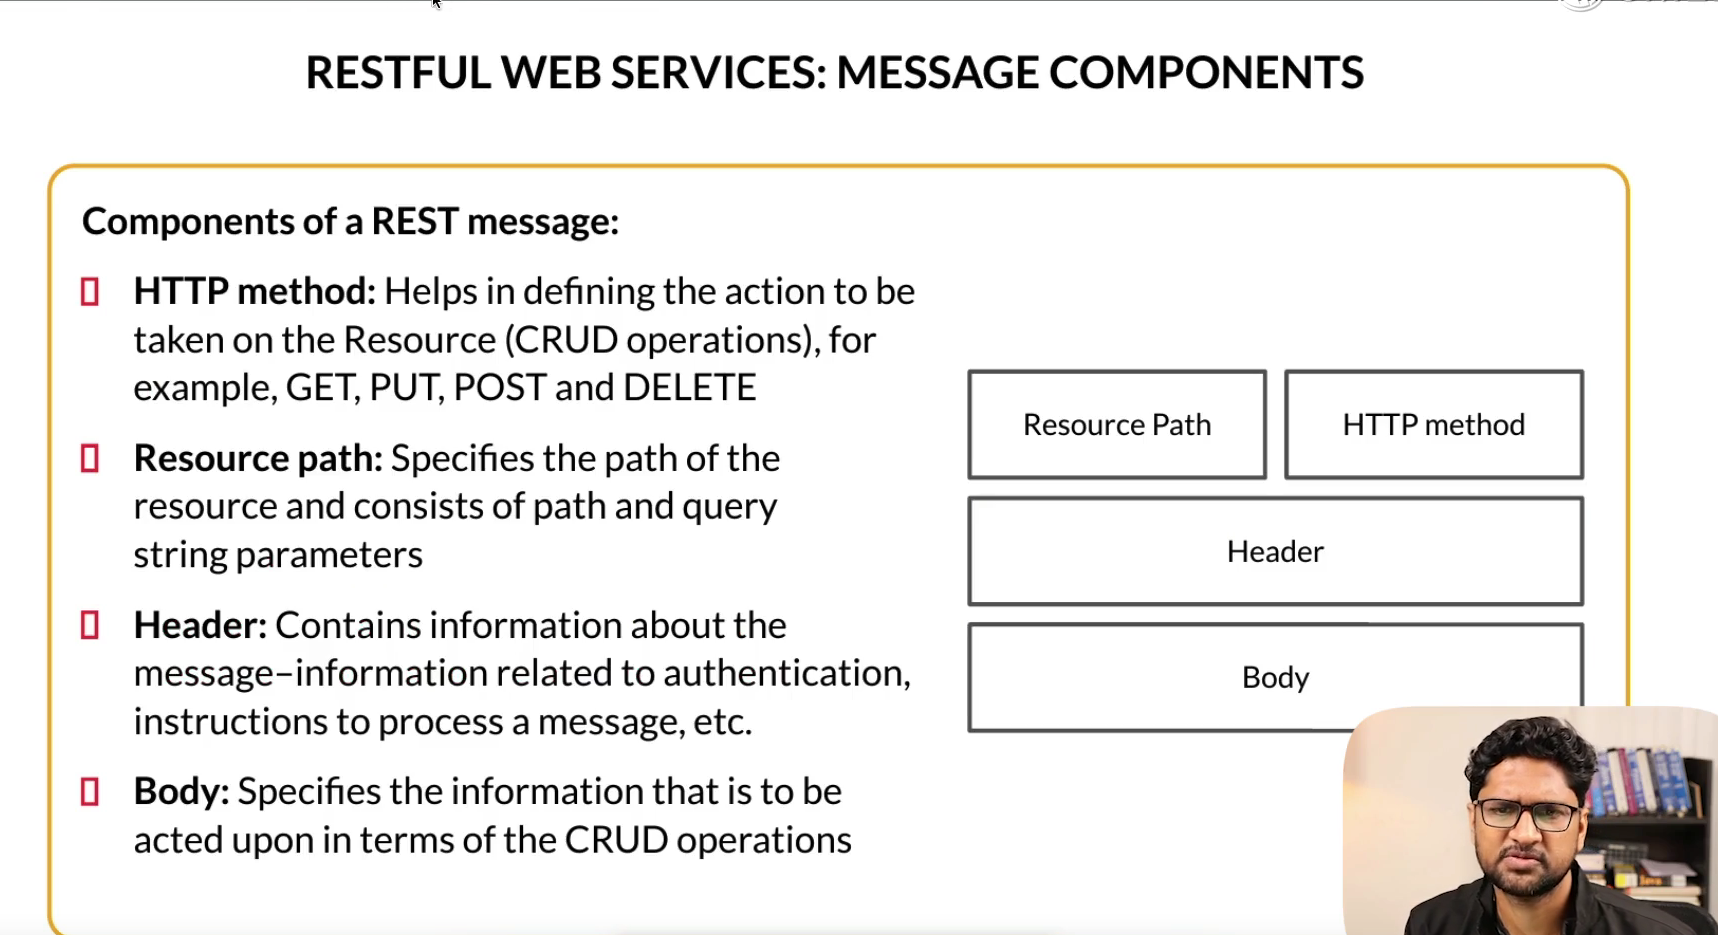 RESTFUL WEB SERVICES: MESSAGE COMPONENTS
Components of a REST message:
HTTP method: Helps in defining the action to be
taken on the Resource (CRUD operations), for
example, GET, PUT, POST and DELETE
Resource path: Specifies the path of the
resource and consists of path and query
string parameters
Header: Contains information about the
message–information related to authentication,
instructions to process a message, etc.
Body: Specifies the information that is to be
acted upon in terms of the CRUD operations
Resource Path
HTTP method
Header
Body